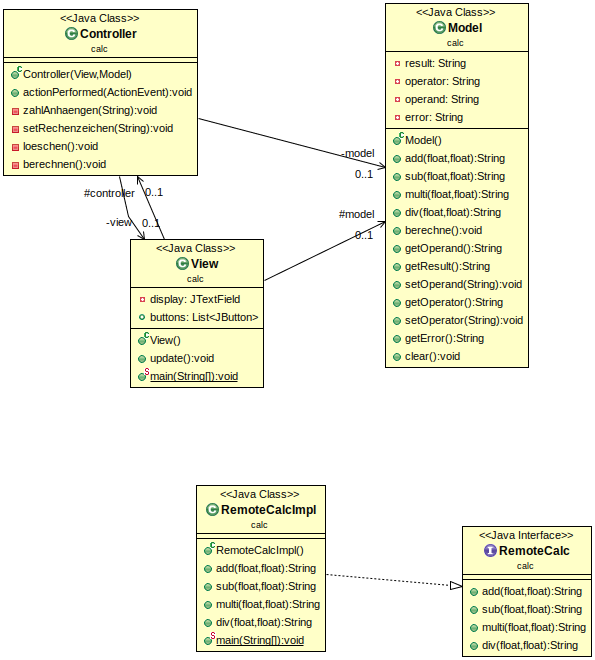 <<Java Class>>
Controller
calc
Controller(View,Model)
actionPerformed(ActionEvent):void
zahlAnhaengen(String):void
setRechenzeichen(String):void
loeschen():void
berechnen():void
<<Java Class>>
Model
calc
result: String
operator: String
operand: String
error: String
Model()
add(float,float):String
sub(float,float):String
multi(float,float):String
div(float,float):String
berechne():void
getOperand():String
getResult():String
setOperand(String):void
getOperator():String
setOperator(String):void
getError():String
clear():void
-model
0..1
#controller
0..1
-view
0..1
#model
0..1
<<Java Class>>
View
calc
display: JTextField
buttons: List<JButton>
View()
update():void
main(String[]):void
<<Java Class>>
RemoteCalcImpl
calc
RemoteCalcImpl()
add(float,float):String
sub(float,float):String
multi(float,float):String
div(float,float):String
main(String[]):void
<<Java Interface>>
RemoteCalc
calc
add(float,float):String
sub(float,float):String
multi(float,float):String
div(float,float):String